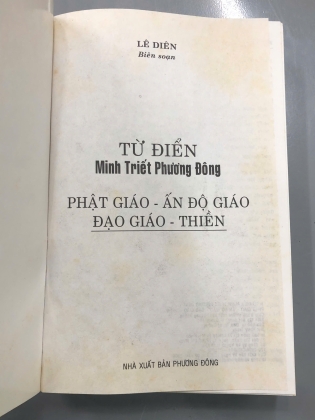 LÊ DIÊN
Biên soạn
TỪ ĐIỂN
Minh Triết Phương Đông
PHẬT GIÁO - ẤN ĐỘ GIÁO
ĐẠO GIÁO - THIỀN
NHÀ XUẤT BẢN PHƯƠNG ĐÔNG